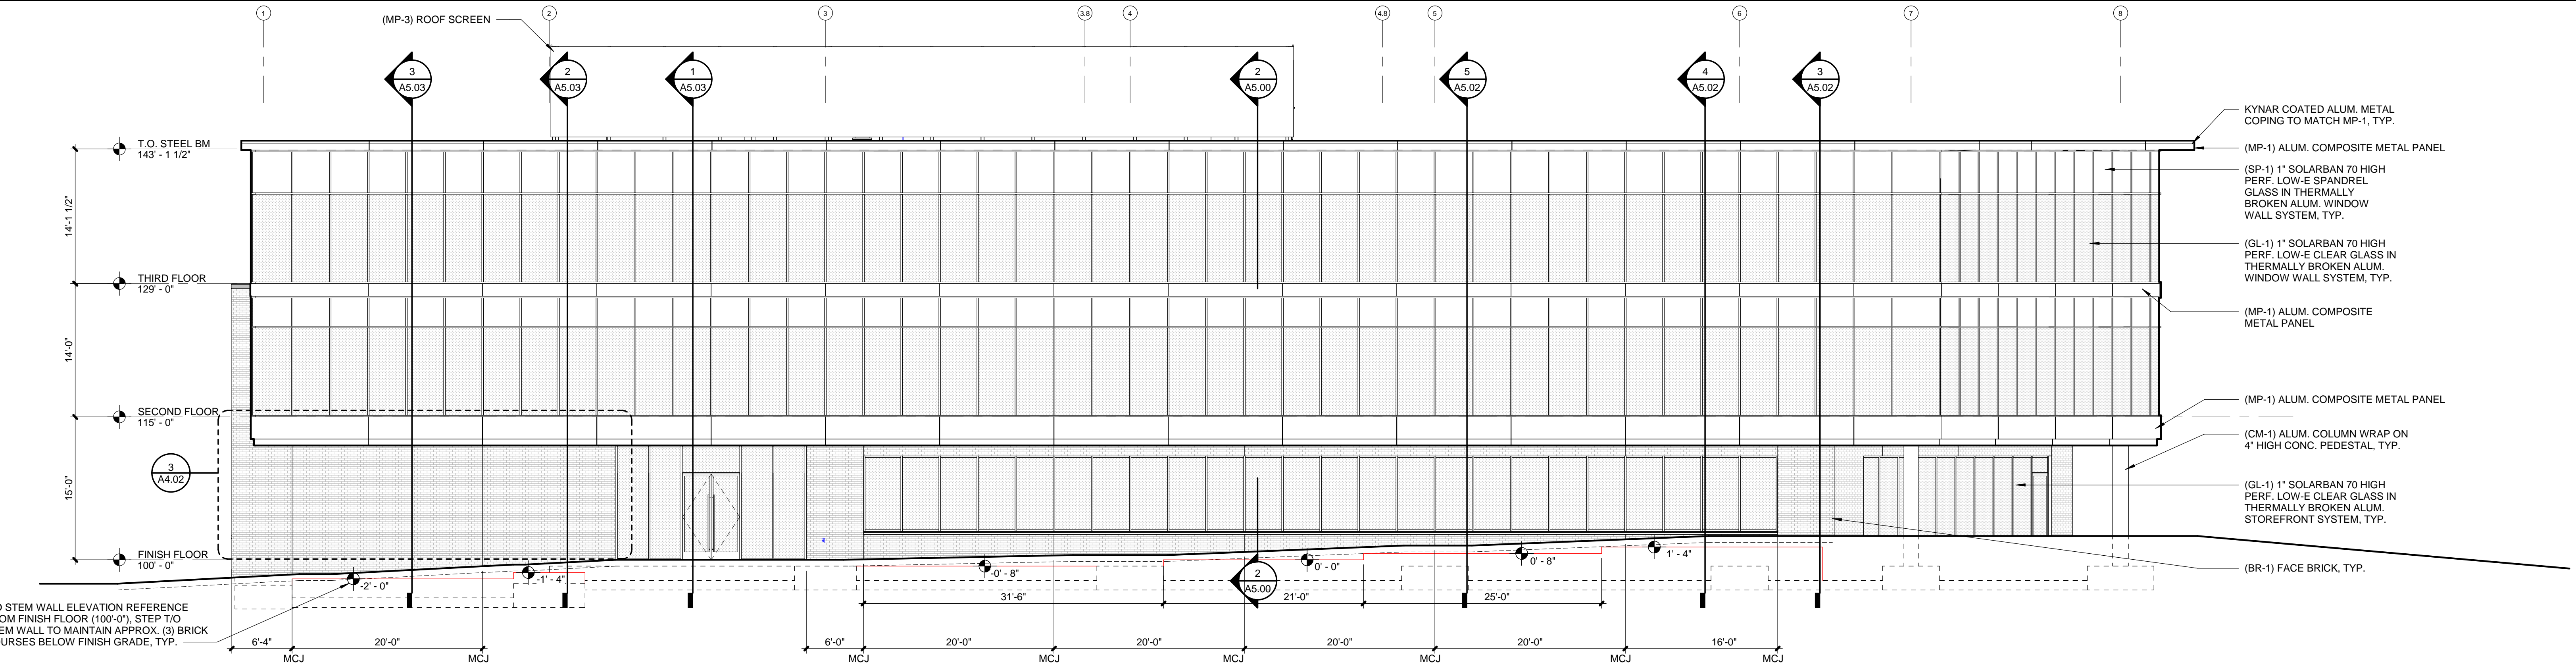 1
2
3
3.8
4
4.8
5
6
7
8
(MP-3) ROOF SCREEN
3
A5.03
2
A5.03
1
A5.03
2
A5.00
5
A5.02
4
A5.02
3
A5.02
T.O. STEEL BM
143' - 1 1/2"
14'-1 1/2"
THIRD FLOOR
129' - 0"
14'-0"
SECOND FLOOR
115' - 0"
15'-0"
3
A4.02
FINISH FLOOR
100' - 0"
KYNAR COATED ALUM. METAL
COPING TO MATCH MP-1, TYP.
(MP-1) ALUM. COMPOSITE METAL PANEL
(SP-1) 1" SOLARBAN 70 HIGH
PERF. LOW-E SPANDREL
GLASS IN THERMALLY
BROKEN ALUM. WINDOW
WALL SYSTEM, TYP.
(GL-1) 1" SOLARBAN 70 HIGH
PERF. LOW-E CLEAR GLASS IN
THERMALLY BROKEN ALUM.
WINDOW WALL SYSTEM, TYP.
(MP-1) ALUM. COMPOSITE
METAL PANEL
(MP-1) ALUM. COMPOSITE METAL PANEL
(CM-1) ALUM. COLUMN WRAP ON
4" HIGH CONC. PEDESTAL, TYP.
(GL-1) 1" SOLARBAN 70 HIGH
PERF. LOW-E CLEAR GLASS IN
THERMALLY BROKEN ALUM.
STOREFRONT SYSTEM, TYP.
(BR-1) FACE BRICK, TYP.
-2' - 0"
-1' - 4"
-0' - 8"
0' - 0"
0' - 8"
1' - 4"
2
A5.00
31'-6"
21'-0"
25'-0"
O STEM WALL ELEVATION REFERENCE
OM FINISH FLOOR (100'-0"), STEP T/O
EM WALL TO MAINTAIN APPROX. (3) BRICK
OURSES BELOW FINISH GRADE, TYP.
6'-4"
20'-0"
6'-0"
20'-0"
20'-0"
20'-0"
20'-0"
16'-0"
MCJ
MCJ
MCJ
MCJ
MCJ
MCJ
MCJ
MCJ